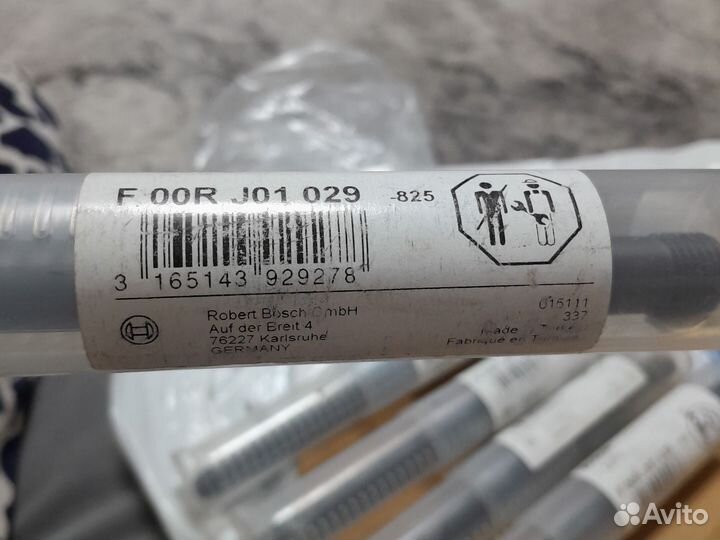 F 00R J01 029 -825
3 165143 929278
Robert Bosch GmbH
Auf der Breit 4
76227 Karlsruhe
GERMANY
015111
337
Made
Fabriqué en
Avito